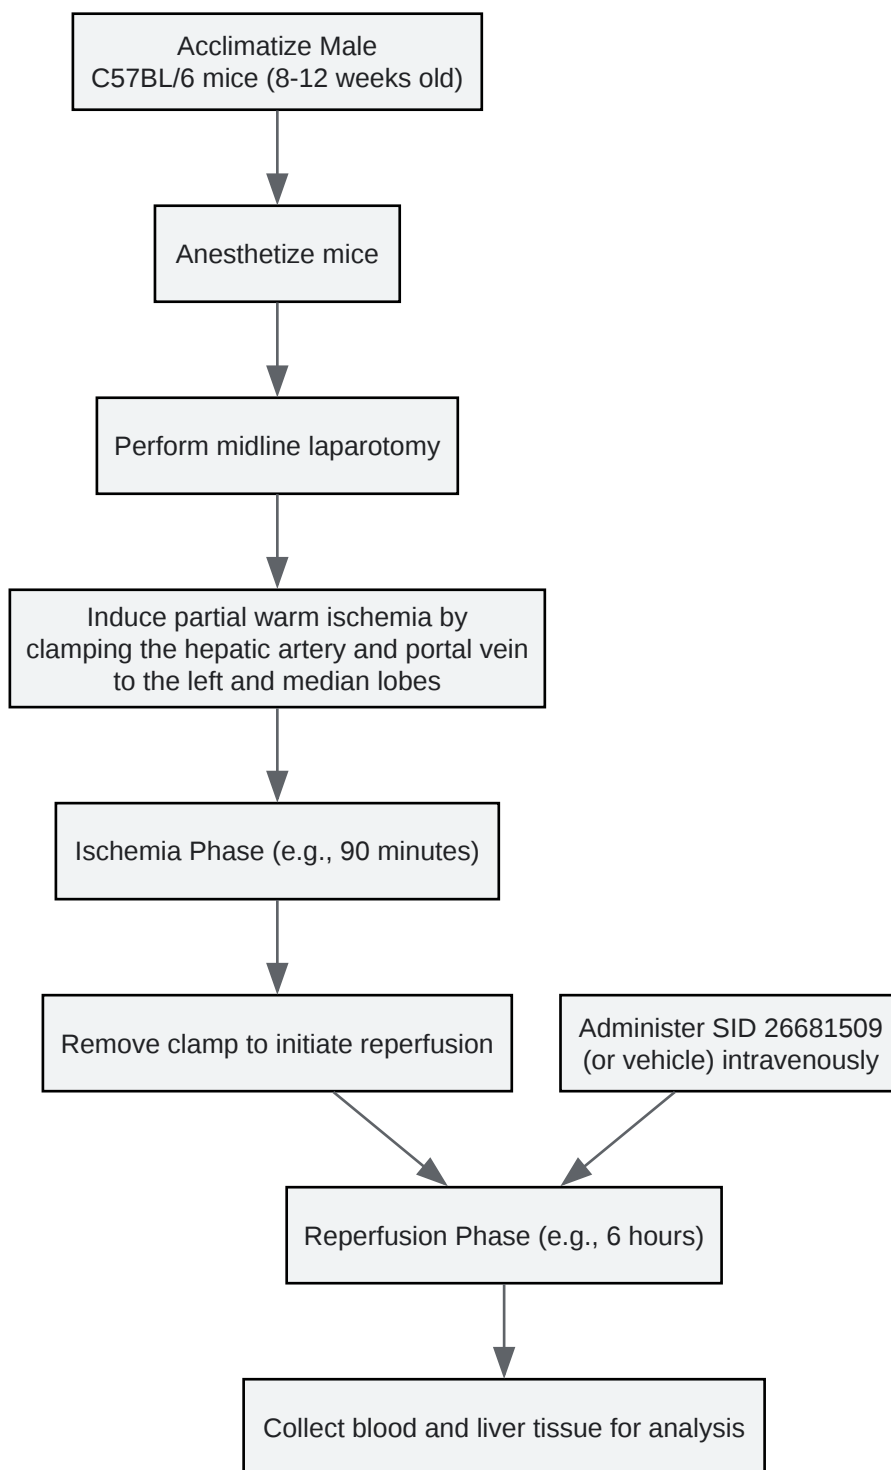 Acclimatize Male
C57BL/6 mice (8-12 weeks old)
Anesthetize mice
Perform midline laparotomy
Induce partial warm ischemia by
clamping the hepatic artery and portal vein
to the left and median lobes
Ischemia Phase (e.g., 90 minutes)
Remove clamp to initiate reperfusion
Administer SID 26681509
(or vehicle) intravenously
Reperfusion Phase (e.g., 6 hours)
Collect blood and liver tissue for analysis